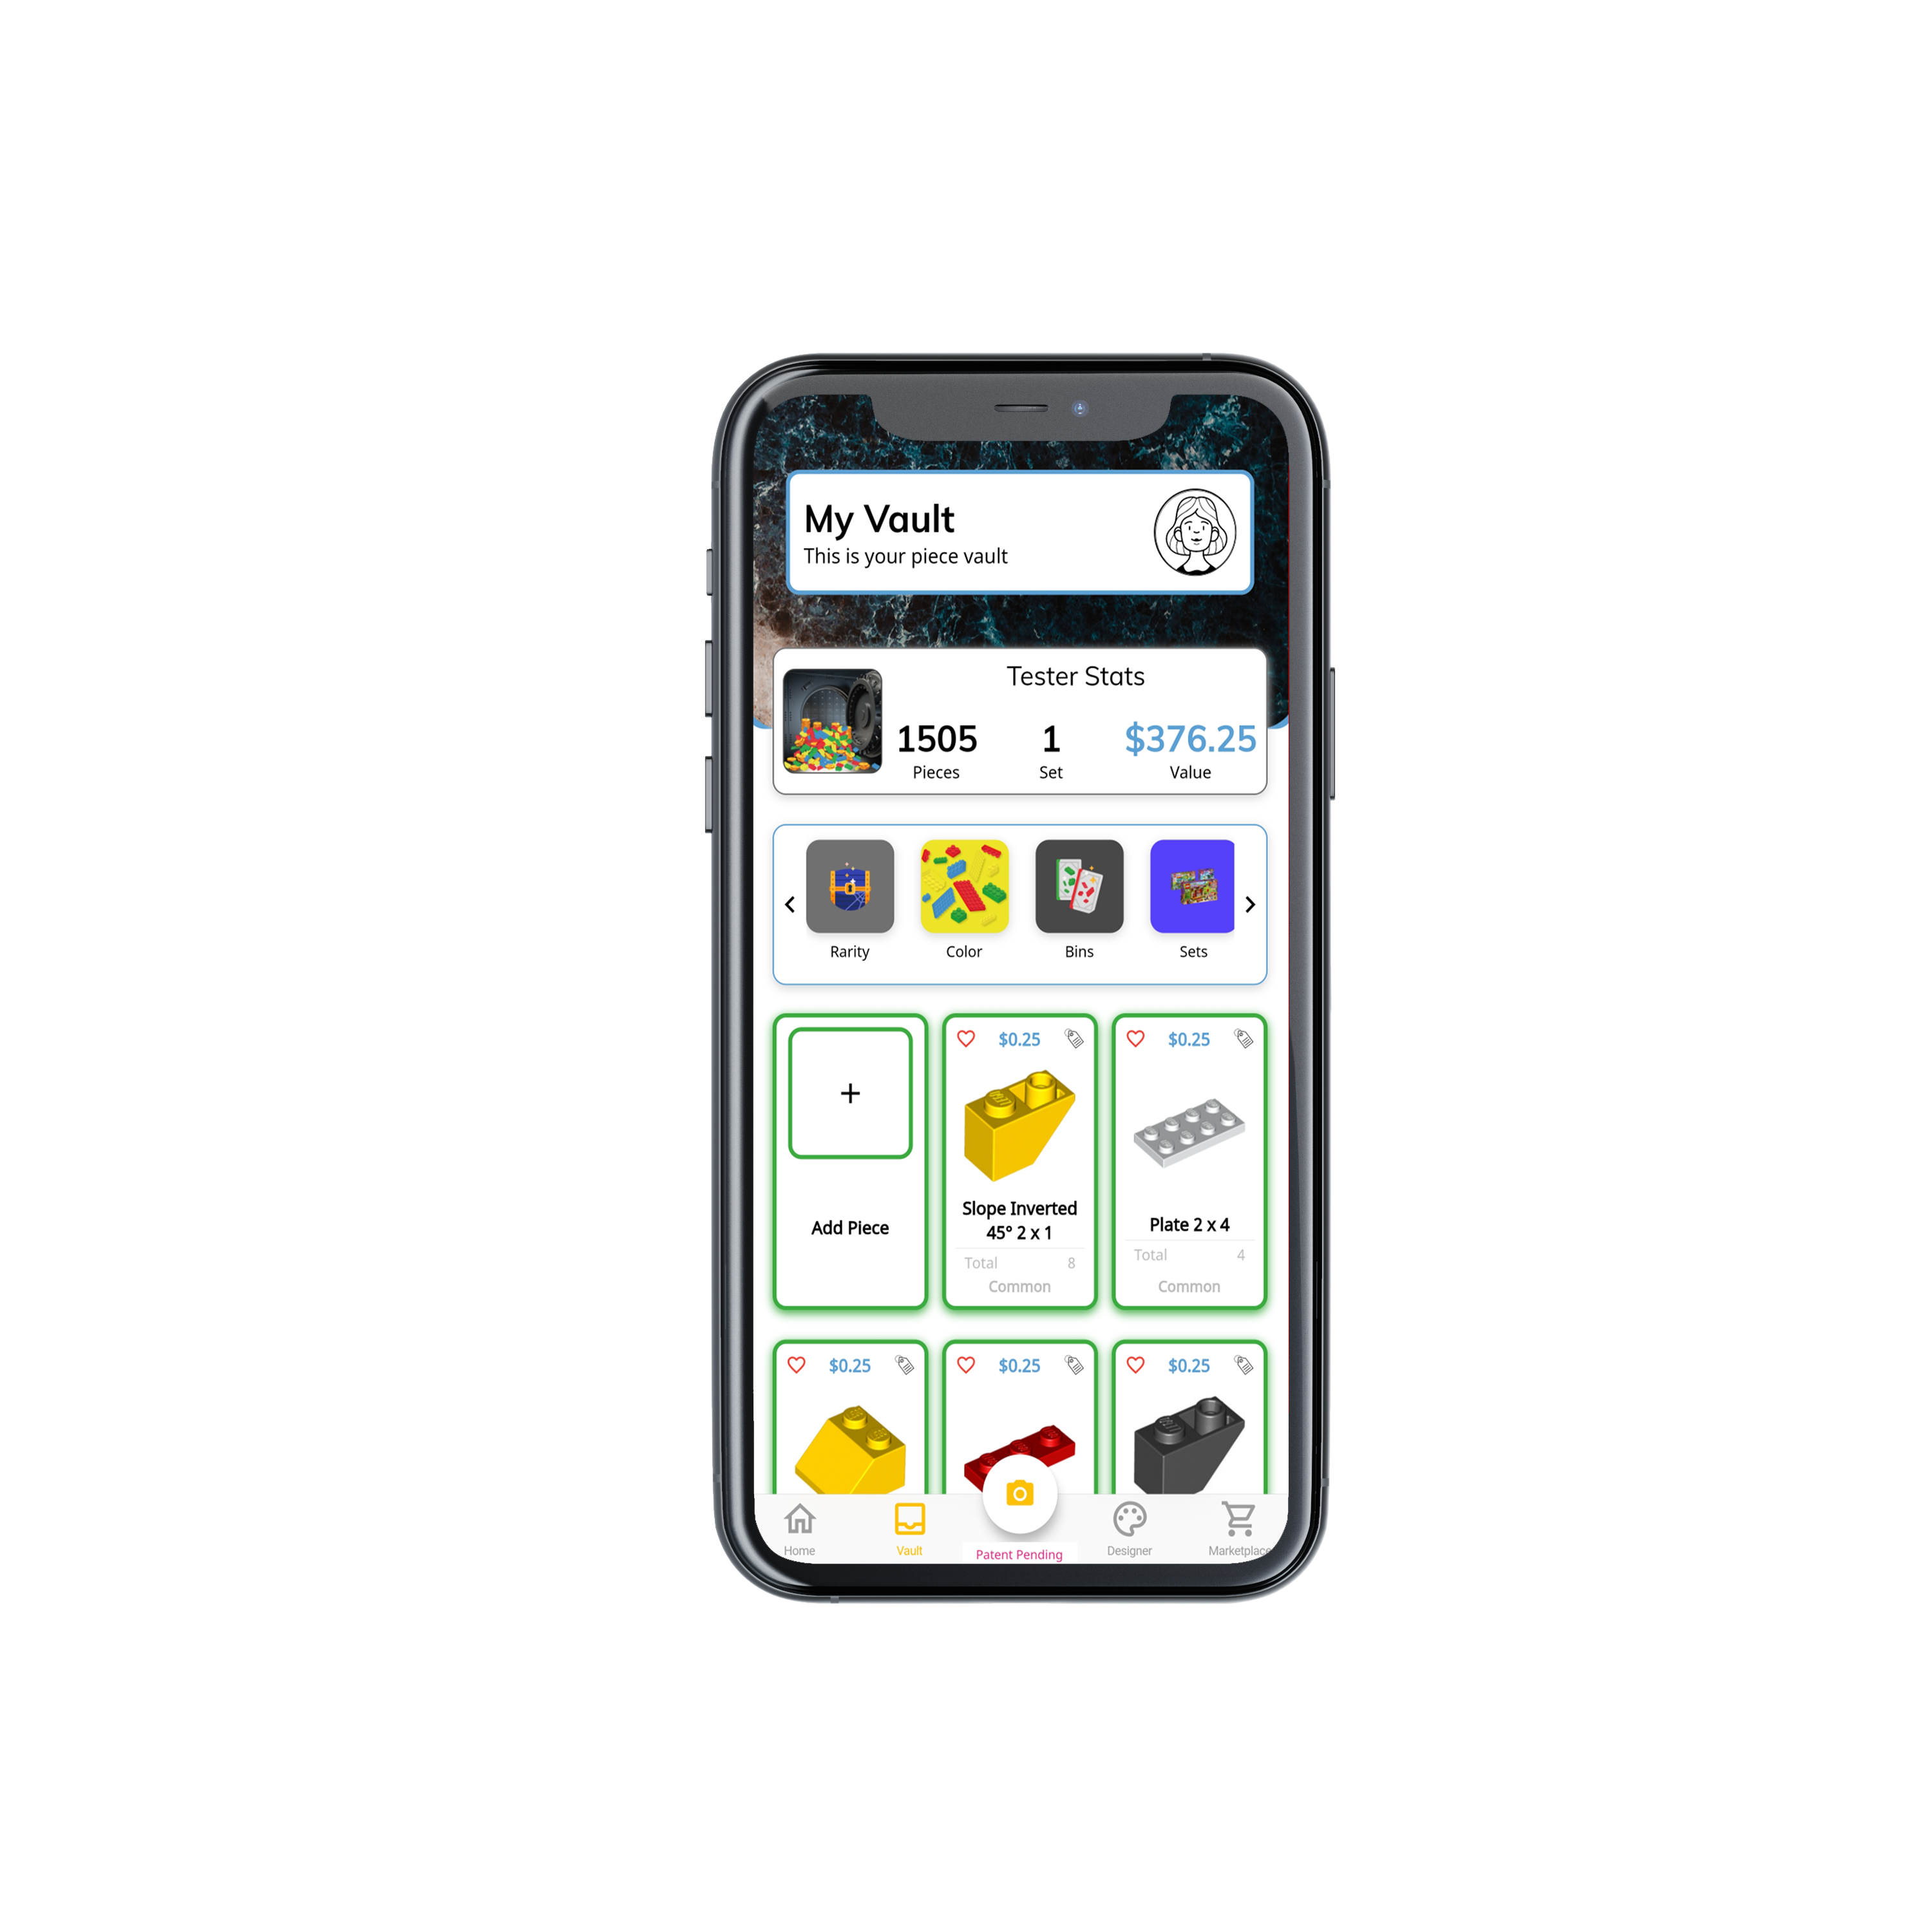 My Vault
This is your piece vault
Tester Stats
1505 1 $376.25
Pieces Set Value
Rarity Color Bins Sets
+
Add Piece
$0.25
Slope Inverted
45° 2 x 1
Total 8
Common
$0.25
Plate 2 x 4
Total 4
Common
$0.25 $0.25 $0.25
Home Vault Patent Pending Designer Marketplace